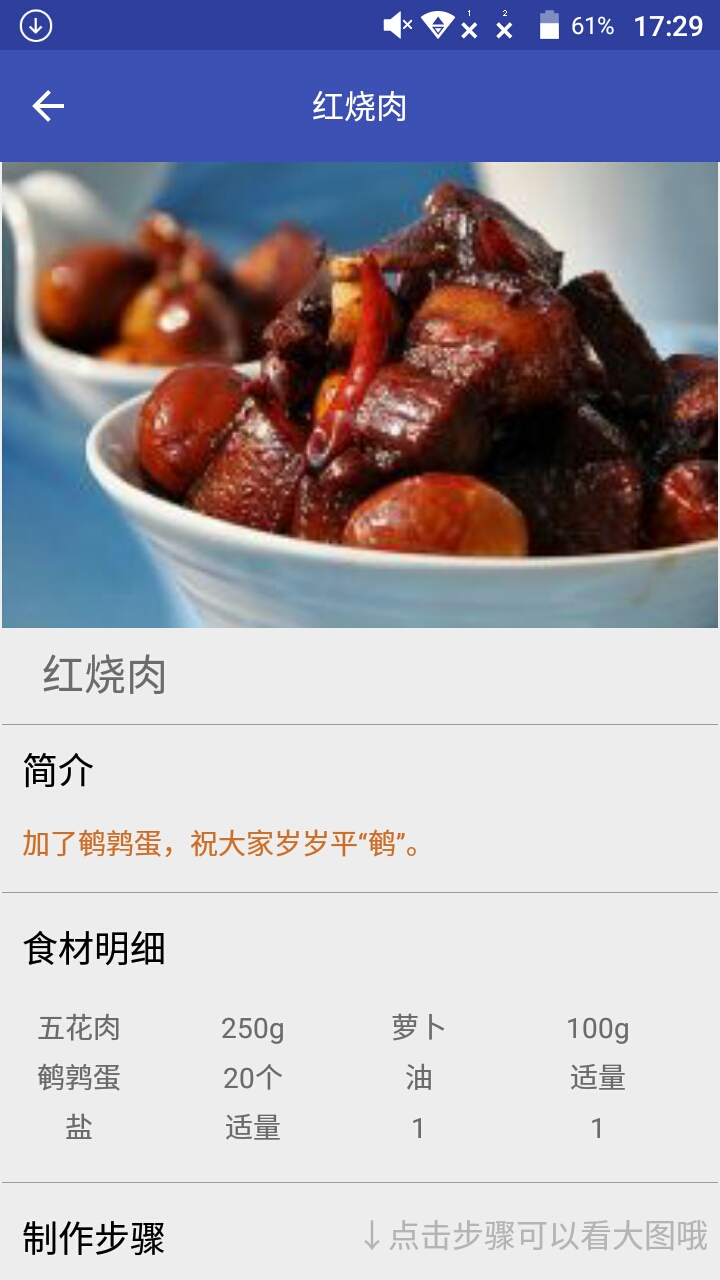 1 2 61% 17:29
红烧肉
红烧肉
简介
加了鹌鹑蛋，祝大家岁岁平“鹌”。
食材明细
五花肉 250g 萝卜 100g
鹌鹑蛋 20个 油 适量
盐 适量 1 1
制作步骤 ↓点击步骤可以看大图哦